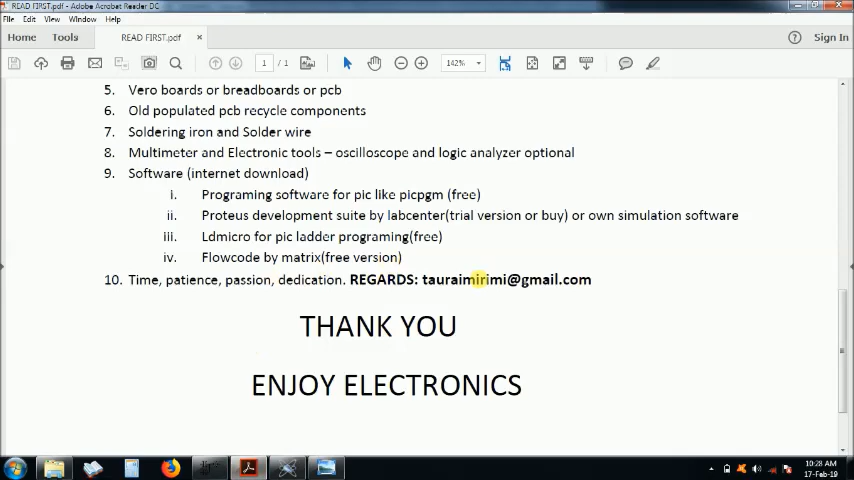 READ FIRST.pdf - Adobe Acrobat Reader DC
File Edit View Window Help
Home Tools READ FIRST.pdf × ? Sign In
1 / 1 142%
5. Vero boards or breadboards or pcb
6. Old populated pcb recycle components
7. Soldering iron and Solder wire
8. Multimeter and Electronic tools – oscilloscope and logic analyzer optional
9. Software (internet download)
i. Programing software for pic like picpgm (free)
ii. Proteus development suite by labcenter(trial version or buy) or own simulation software
iii. Ldmicro for pic ladder programing(free)
iv. Flowcode by matrix(free version)
10. Time, patience, passion, dedication. REGARDS: tauraimirimi@gmail.com
THANK YOU
ENJOY ELECTRONICS
10:28 AM
17-Feb-19